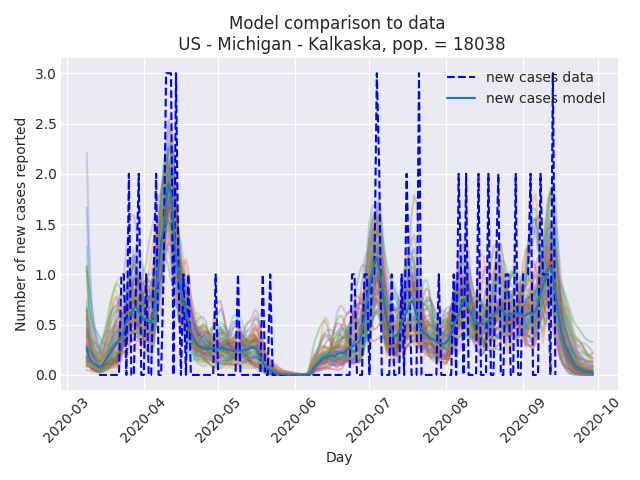 Model comparison to data
US - Michigan - Kalkaska, pop. = 18038
new cases data
new cases model
Number of new cases reported
3.0
2.5
2.0
1.5
1.0
0.5
0.0
2020-03
2020-04
2020-05
2020-06
2020-07
2020-08
2020-09
2020-10
Day